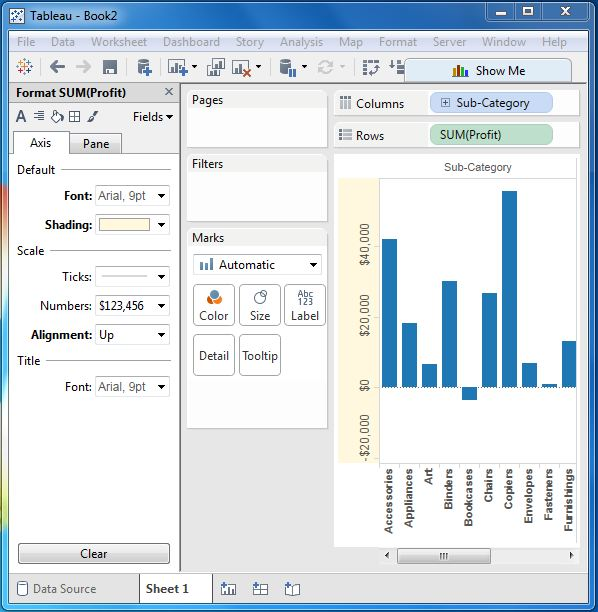 Tableau - Book2
File Data Worksheet Dashboard Story Analysis Map Format Server Window Help
Show Me
Format SUM(Profit)
Fields
Axis Pane
Default
Font: Arial, 9pt
Shading:
Scale
Ticks:
Numbers: $123,456
Alignment: Up
Title
Font: Arial, 9pt
Clear
Pages
Filters
Marks
Automatic
Color Size Abc 123 Label
Detail Tooltip
Columns Sub-Category
Rows SUM(Profit)
Sub-Category
$40,000
$20,000
$0
-$20,000
Accessories
Appliances
Art
Binders
Bookcases
Chairs
Copiers
Envelopes
Fasteners
Furnishings
Data Source Sheet 1